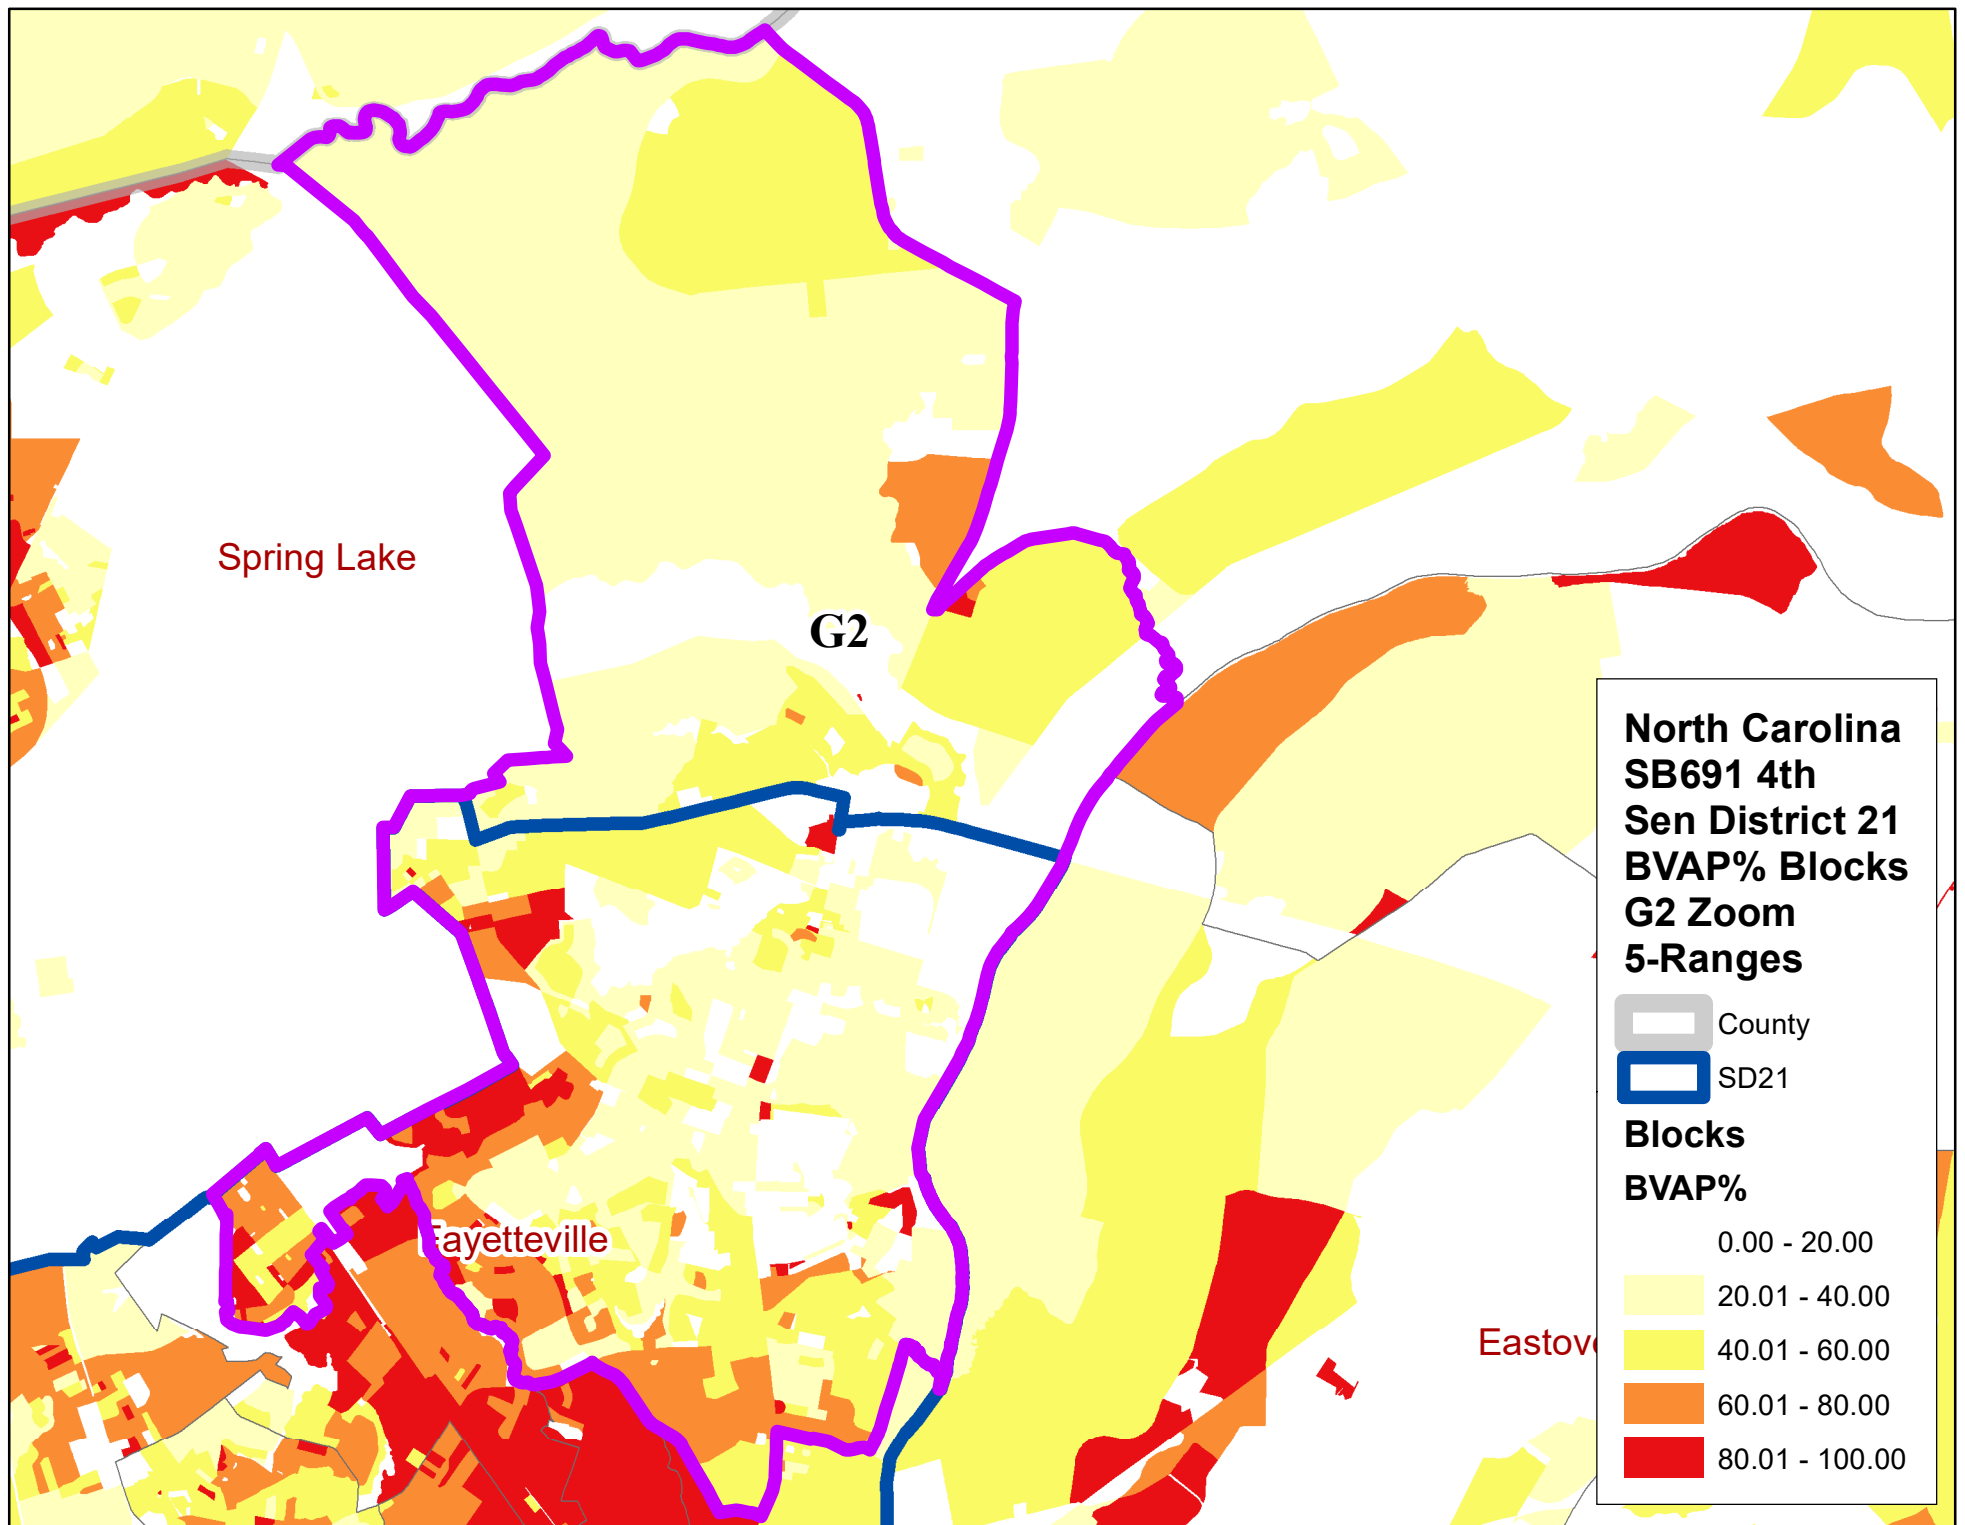 Spring Lake
G2
Fayetteville
Eastove
North Carolina
SB691 4th
Sen District 21
BVAP% Blocks
G2 Zoom
5-Ranges
County
SD21
Blocks
BVAP%
0.00 - 20.00
20.01 - 40.00
40.01 - 60.00
60.01 - 80.00
80.01 - 100.00